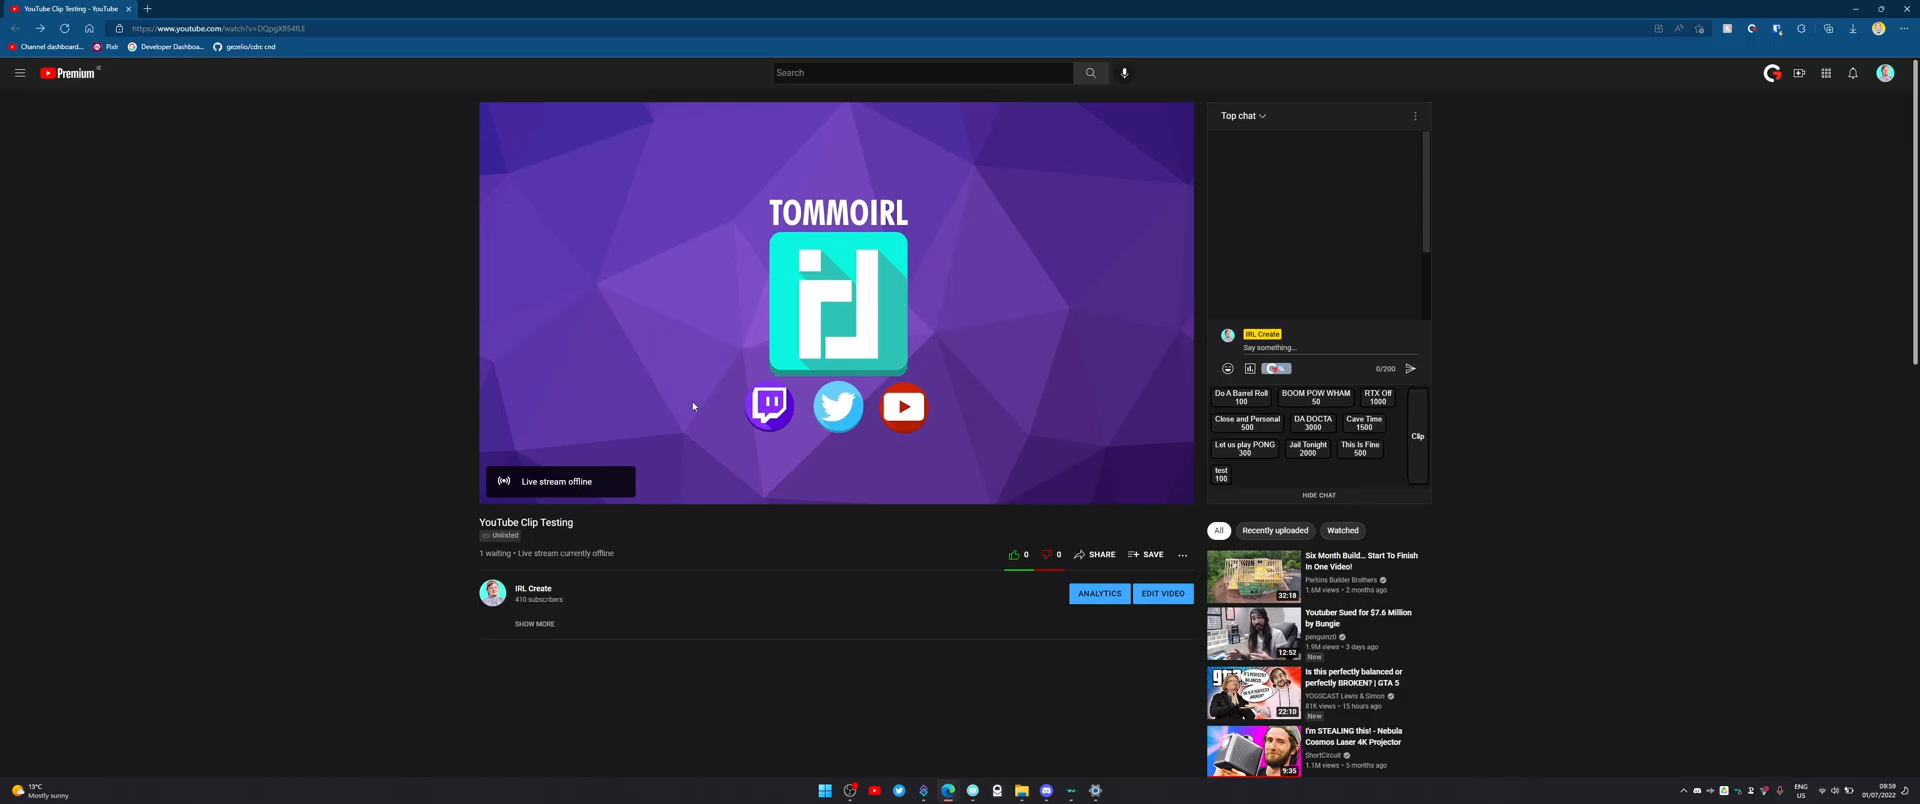 YouTube Clip Testing - YouTube
https://www.youtube.com/watch?v=DQpgX854fLE
Channel dashboard...
Pixlr
Developer Dashboa...
gezelio/cdn: cnd
Premium
IE
Search
TOMMOIRL
Live stream offline
Top chat
IRL Create
Say something...
0/200
Do A Barrel Roll
100
BOOM POW WHAM
50
RTX Off
1000
Close and Personal
500
DA DOCTA
3000
Cave Time
1500
Let us play PONG
300
Jail Tonight
2000
This Is Fine
500
test
100
Clip
HIDE CHAT
YouTube Clip Testing
Unlisted
1 waiting • Live stream currently offline
0
0
SHARE
SAVE
IRL Create
410 subscribers
ANALYTICS
EDIT VIDEO
SHOW MORE
All
Recently uploaded
Watched
Six Month Build... Start To Finish
In One Video!
Perkins Builder Brothers
1.6M views • 2 months ago
32:18
Youtuber Sued for $7.6 Million
by Bungie
penguinz0
1.9M views • 3 days ago
New
12:52
Is this perfectly balanced or
perfectly BROKEN? | GTA 5
YOGSCAST Lewis & Simon
81K views • 15 hours ago
New
22:10
I'm STEALING this! - Nebula
Cosmos Laser 4K Projector
ShortCircuit
1.1M views • 5 months ago
9:35
13°C
Mostly sunny
ENG
US
09:59
01/07/2022